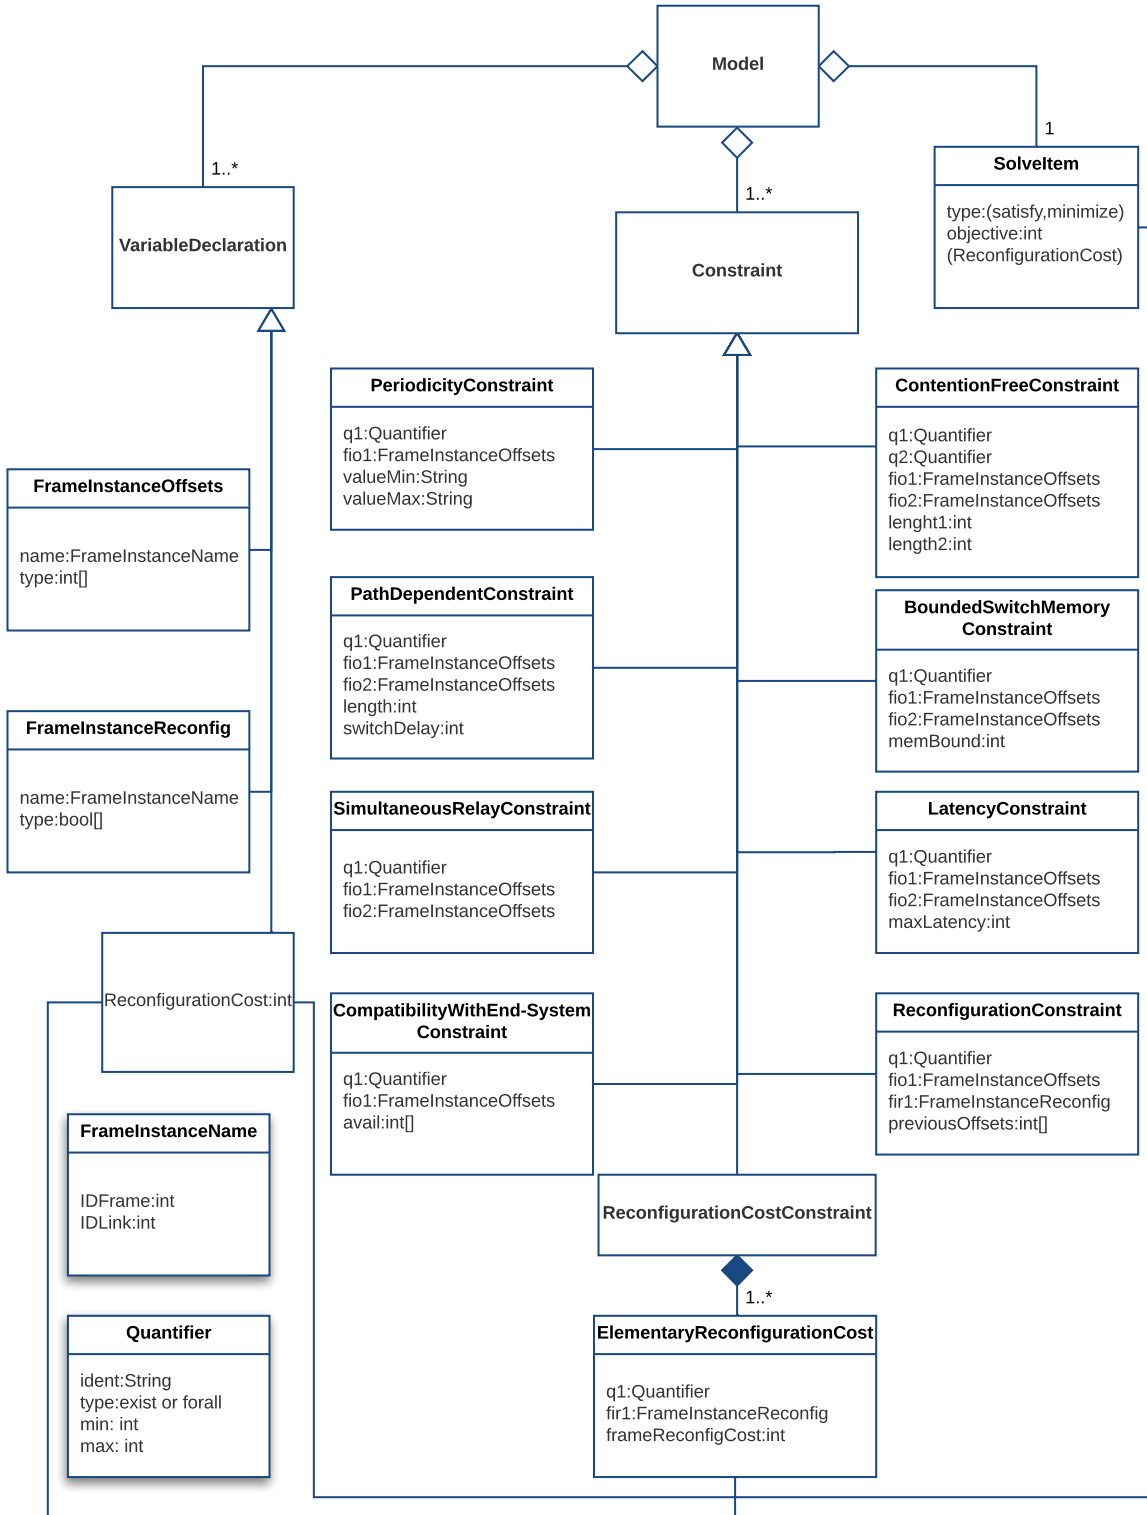 Model
1..*
1..*
1
VariableDeclaration
Constraint
SolveItem
type:(satisfy,minimize)
objective:int
(ReconfigurationCost)
PeriodicityConstraint
q1:Quantifier
fio1:FrameInstanceOffsets
valueMin:String
valueMax:String
ContentionFreeConstraint
q1:Quantifier
q2:Quantifier
fio1:FrameInstanceOffsets
fio2:FrameInstanceOffsets
lenght1:int
length2:int
FrameInstanceOffsets
name:FrameInstanceName
type:int[]
PathDependentConstraint
q1:Quantifier
fio1:FrameInstanceOffsets
fio2:FrameInstanceOffsets
length:int
switchDelay:int
BoundedSwitchMemory
Constraint
q1:Quantifier
fio1:FrameInstanceOffsets
fio2:FrameInstanceOffsets
memBound:int
FrameInstanceReconfig
name:FrameInstanceName
type:bool[]
SimultaneousRelayConstraint
q1:Quantifier
fio1:FrameInstanceOffsets
fio2:FrameInstanceOffsets
LatencyConstraint
q1:Quantifier
fio1:FrameInstanceOffsets
fio2:FrameInstanceOffsets
maxLatency:int
ReconfigurationCost:int
CompatibilityWithEnd-System
Constraint
q1:Quantifier
fio1:FrameInstanceOffsets
avail:int[]
ReconfigurationConstraint
q1:Quantifier
fio1:FrameInstanceOffsets
fir1:FrameInstanceReconfig
previousOffsets:int[]
FrameInstanceName
IDFrame:int
IDLink:int
ReconfigurationCostConstraint
1..*
Quantifier
ident:String
type:exist or forall
min: int
max: int
ElementaryReconfigurationCost
q1:Quantifier
fir1:FrameInstanceReconfig
frameReconfigCost:int